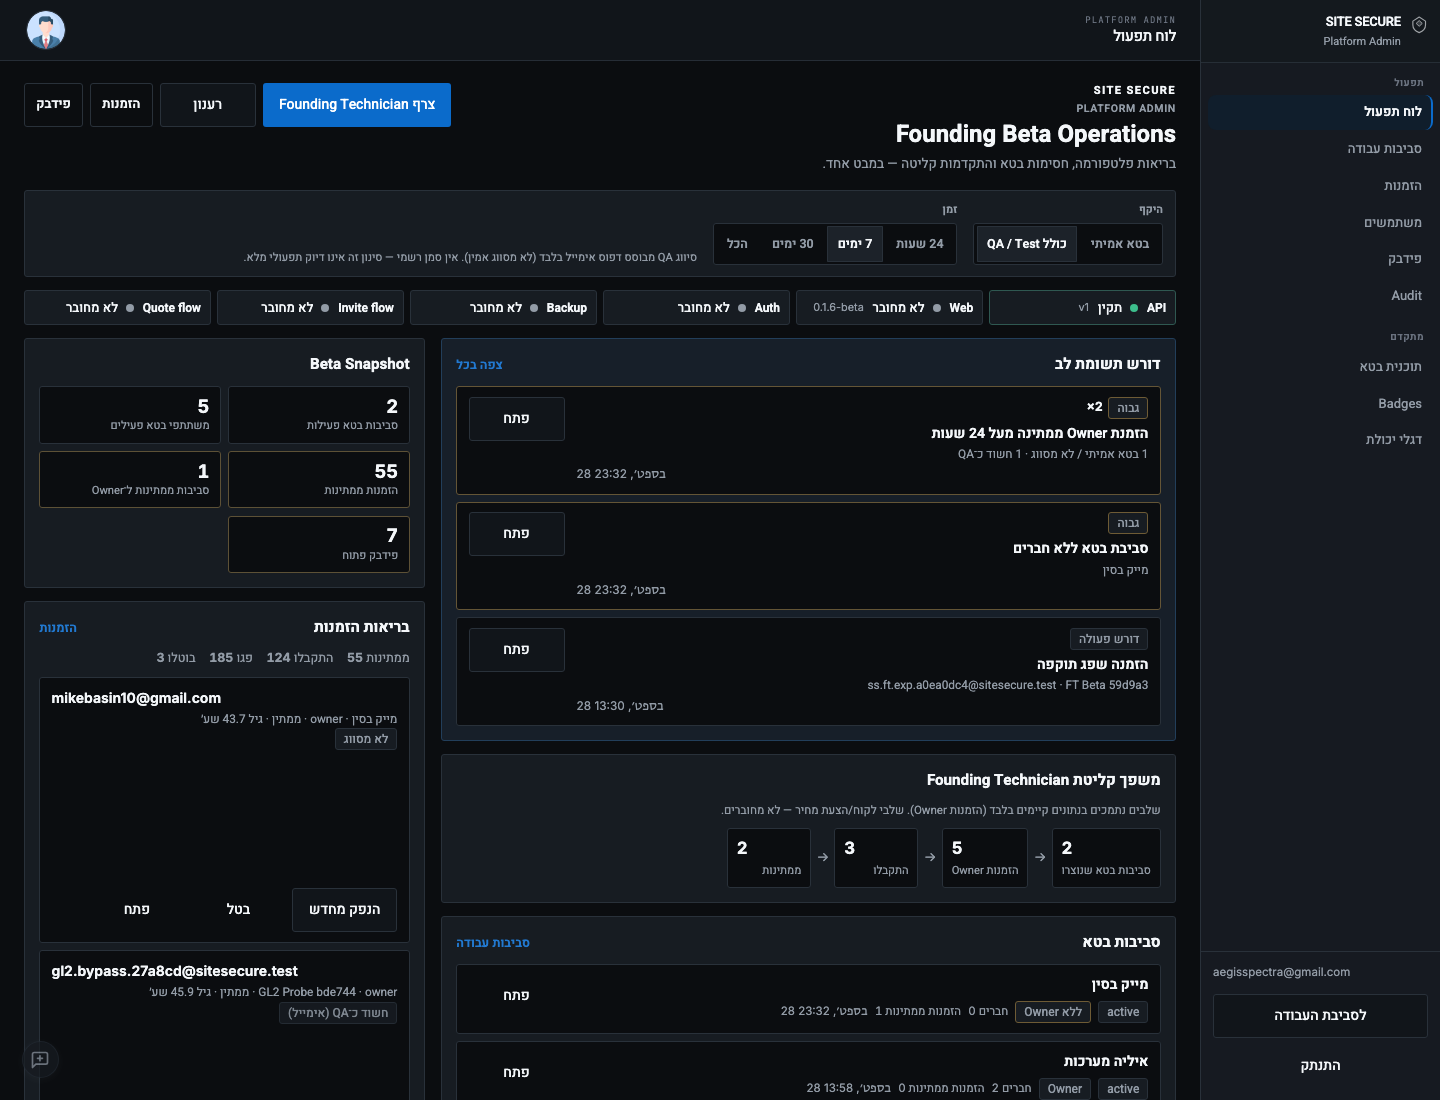 SITE SECURE
Platform Admin
תפעול
לוח תפעול
סביבות עבודה
הזמנות
משתמשים
פידבק
Audit
מתקדם
תוכנית בטא
Badges
דגלי יכולת
aegisspectra@gmail.com
לסביבת העבודה
התנתק
PLATFORM ADMIN
לוח תפעול
SITE SECURE
PLATFORM ADMIN
Founding Beta Operations
בריאות פלטפורמה, חסימות בטא והתקדמות קליטה — במבט אחד.
צרף Founding Technician
רענון
הזמנות
פידבק
היקף
בטא אמיתי
כולל QA / Test
זמן
24 שעות
7 ימים
30 ימים
הכל
סיווג QA מבוסס דפוס אימייל בלבד (לא מסווג אמין). אין סמן רשמי — סינון זה אינו דיוק תפעולי מלא.
API תקין v1
Web לא מחובר 0.1.6-beta
Auth לא מחובר
Backup לא מחובר
Invite flow לא מחובר
Quote flow לא מחובר
דורש תשומת לב
צפה בכל
גבוה ×2
הזמנת Owner ממתינה מעל 24 שעות
1 בטא אמיתי / לא מסווג · 1 חשוד כ־QA
28 בספט׳, 23:32
פתח
גבוה
סביבת בטא ללא חברים
מייק בסין
28 בספט׳, 23:32
פתח
דורש פעולה
הזמנה שפג תוקפה
ss.ft.exp.a0ea0dc4@sitesecure.test · FT Beta 59d9a3
28 בספט׳, 13:30
פתח
משפך קליטת Founding Technician
שלבים נתמכים בנתונים קיימים בלבד (הזמנות Owner). שלבי לקוח/הצעת מחיר — לא מחוברים.
2
סביבות בטא שנוצרו
→
5
הזמנות Owner
→
3
התקבלו
→
2
ממתינות
סביבות בטא
סביבות עבודה
מייק בסין
active ללא Owner חברים 0 הזמנות ממתינות 1 28 בספט׳, 23:32
פתח
איליה מערכות
active Owner חברים 2 הזמנות ממתינות 0 28 בספט׳, 13:58
פתח
Beta Snapshot
2
סביבות בטא פעילות
5
משתתפי בטא פעילים
55
הזמנות ממתינות
1
סביבות ממתינות ל־Owner
7
פידבק פתוח
בריאות הזמנות
הזמנות
ממתינות 55 התקבלו 124 פגו 185 בוטלו 3
mikebasin10@gmail.com
מייק בסין · owner · ממתין · גיל 43.7 שע׳
לא מסווג
הנפק מחדש
בטל
פתח
gl2.bypass.27a8cd@sitesecure.test
GL2 Probe bde744 · owner · ממתין · גיל 45.9 שע׳
חשוד כ־QA (אימייל)